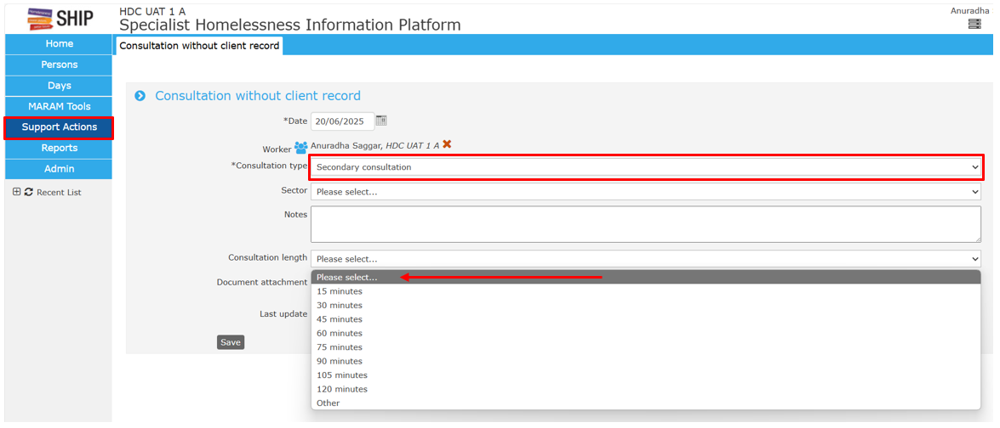 SHIP
HDC UAT 1 A
Specialist Homelessness Information Platform
Anuradha
Home
Persons
Days
MARAM Tools
Support Actions
Reports
Admin
Recent List
Consultation without client record
Consultation without client record
*Date 20/06/2025
Worker Anuradha Saggar, HDC UAT 1 A
*Consultation type Secondary consultation
Sector Please select...
Notes
Consultation length Please select...
Document attachment
Last update
Save
Please select...
15 minutes
30 minutes
45 minutes
60 minutes
75 minutes
90 minutes
105 minutes
120 minutes
Other